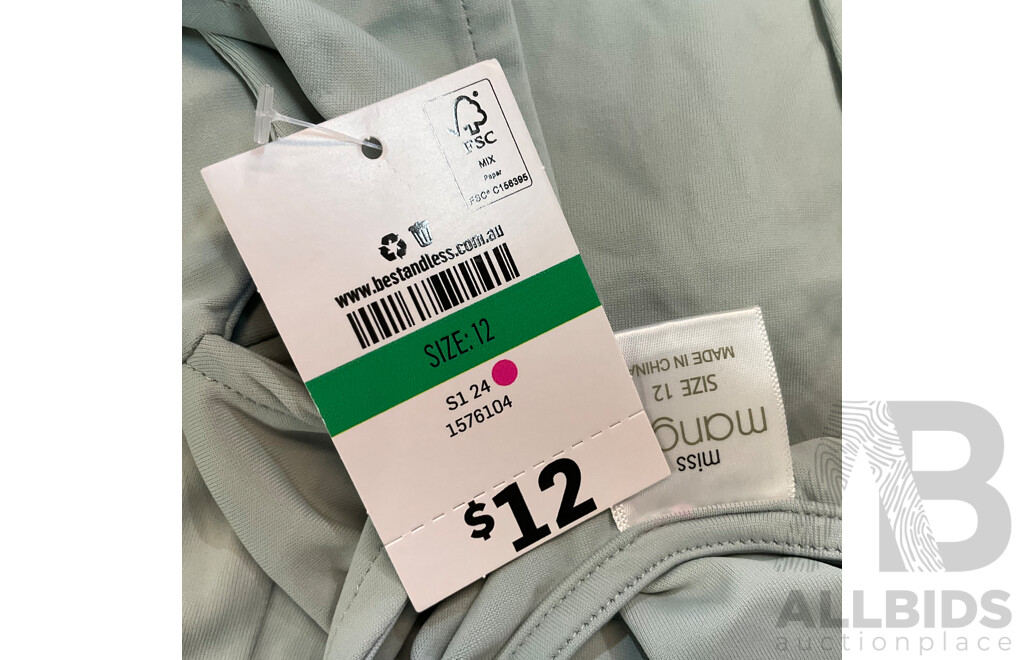 FSC
MIX
Paper
FSC® C156395
www.bestandless.com.au
SIZE: 12
S1 24
1576104
$12
miss
mang
SIZE 12
MADE IN CHINA
AB
ALLBIDS
auctionplace